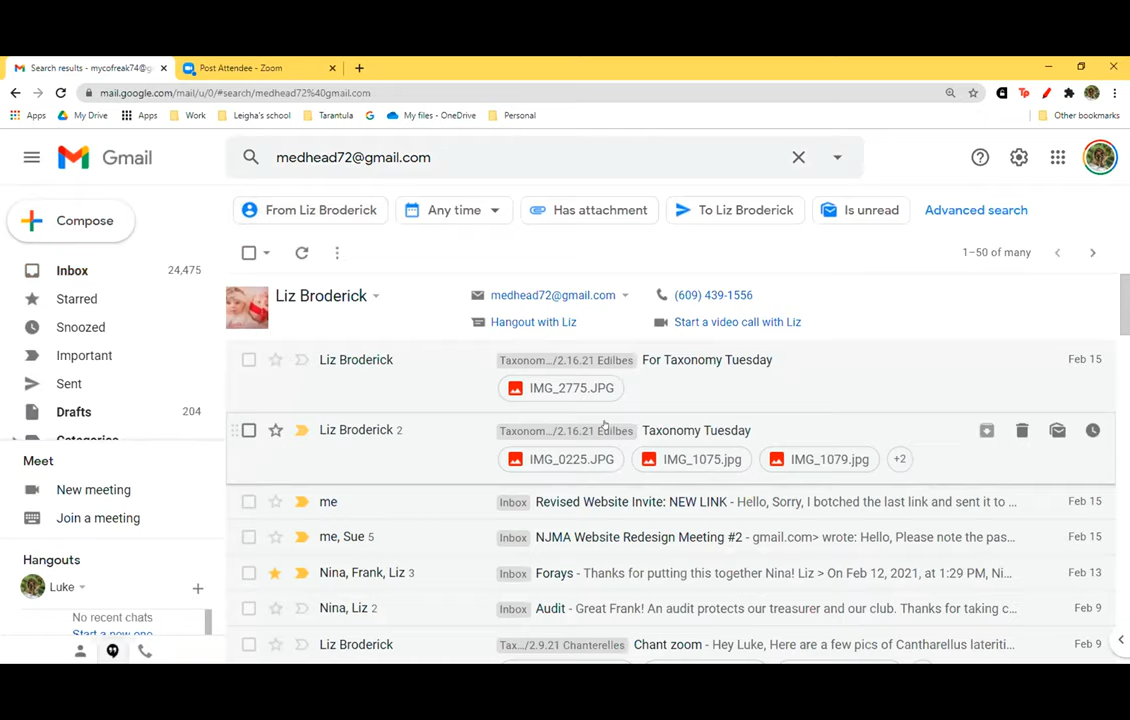 Search results - mycofreak74@g
Post Attendee - Zoom
mail.google.com/mail/u/0/#search/medhead72%40gmail.com
Apps My Drive Apps Work Leigha's school Tarantula My files - OneDrive Personal Other bookmarks
Gmail
medhead72@gmail.com
Compose
From Liz Broderick Any time Has attachment To Liz Broderick Is unread Advanced search
1–50 of many
Inbox 24,475
Starred
Snoozed
Important
Sent
Drafts 204
Categories
Meet
New meeting
Join a meeting
Hangouts
Luke
No recent chats
Start a new one
Liz Broderick medhead72@gmail.com (609) 439-1556
Hangout with Liz Start a video call with Liz
Liz Broderick Taxonom.../2.16.21 Edilbes For Taxonomy Tuesday Feb 15
IMG_2775.JPG
Liz Broderick 2 Taxonom.../2.16.21 Edilbes Taxonomy Tuesday
IMG_0225.JPG IMG_1075.jpg IMG_1079.jpg +2
me Inbox Revised Website Invite: NEW LINK - Hello, Sorry, I botched the last link and sent it to ... Feb 15
me, Sue 5 Inbox NJMA Website Redesign Meeting #2 - gmail.com> wrote: Hello, Please note the pas... Feb 15
Nina, Frank, Liz 3 Inbox Forays - Thanks for putting this together Nina! Liz > On Feb 12, 2021, at 1:29 PM, Ni... Feb 13
Nina, Liz 2 Inbox Audit - Great Frank! An audit protects our treasurer and our club. Thanks for taking c... Feb 9
Liz Broderick Tax.../2.9.21 Chanterelles Chant zoom - Hey Luke, Here are a few pics of Cantharellus lateriti... Feb 9